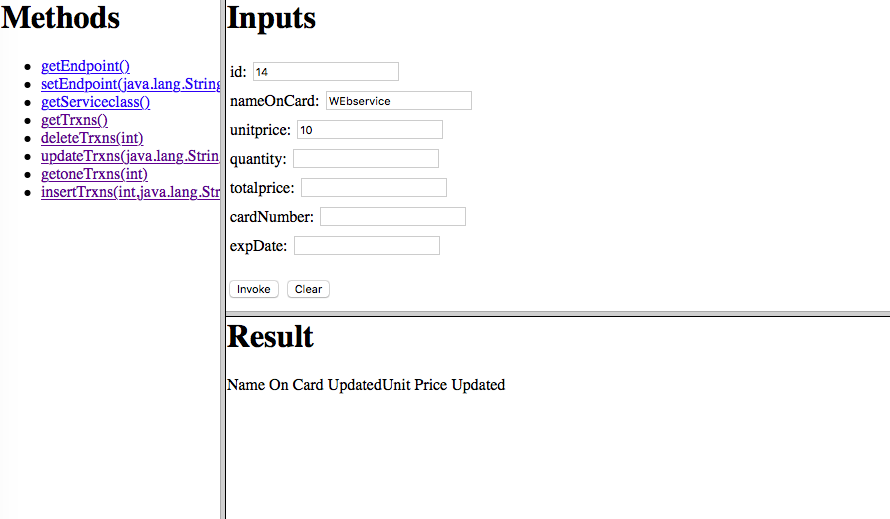 Methods
getEndpoint()
setEndpoint(java.lang.String
getServiceclass()
getTrxns()
deleteTrxns(int)
updateTrxns(java.lang.Strin
getoneTrxns(int)
insertTrxns(int,java.lang.Str
Inputs
id: 14
nameOnCard: WEbservice
unitprice: 10
quantity:
totalprice:
cardNumber:
expDate:
Invoke Clear
Result
Name On Card UpdatedUnit Price Updated